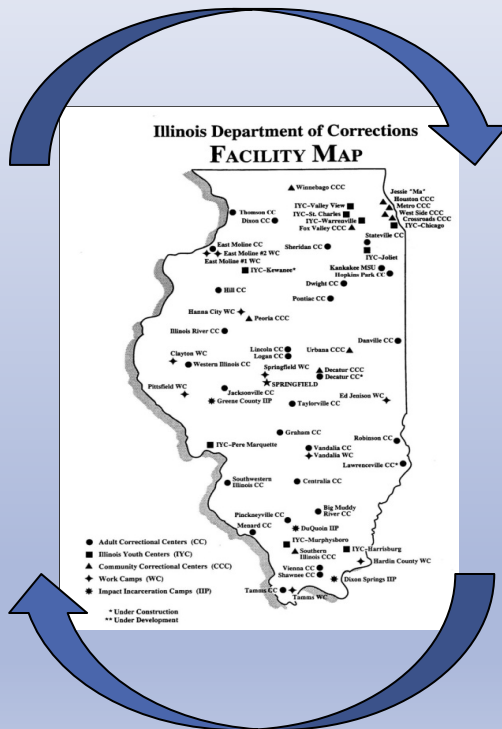 Illinois Department of Corrections
FACILITY MAP
Winnebago CCC
Jessie "Ma"
Houston CCC
Metro CCC
West Side CCC
Crossroads CCC
IYC-Chicago
IYC-Valley View
IYC-St. Charles
IYC-Warrenville
Fox Valley CCC
Thomson CC
Dixon CC
Stateville CC
East Moline CC
East Moline #2 WC
East Moline #1 WC
Sheridan CC
IYC-Joliet
IYC-Kewanee*
Kankakee MSU
Hopkins Park CC
Dwight CC
Hill CC
Pontiac CC
Hanna City WC
Peoria CCC
Illinois River CC
Danville CC
Lincoln CC
Logan CC
Urbana CCC
Clayton WC
Western Illinois CC
Springfield WC
Decatur CCC
Decatur CC*
SPRINGFIELD
Pittsfield WC
Jacksonville CC
Greene County IIP
Taylorville CC
Ed Jenison WC
Graham CC
Robinson CC
IYC-Pere Marquette
Vandalia CC
Vandalia WC
Lawrenceville CC*
Southwestern
Illinois CC
Centralia CC
Big Muddy
River CC
Pinckneyville CC
Menard CC
DuQuoin IIP
IYC-Murphysboro
Southern
Illinois CCC
IYC-Harrisburg
Hardin County WC
Vienna CC
Shawnee CC
Dixon Springs IIP
Tamms CC
Tamms WC
Adult Correctional Centers (CC)
Illinois Youth Centers (IYC)
Community Correctional Centers (CCC)
Work Camps (WC)
Impact Incarceration Camps (IIP)
* Under Construction
** Under Development